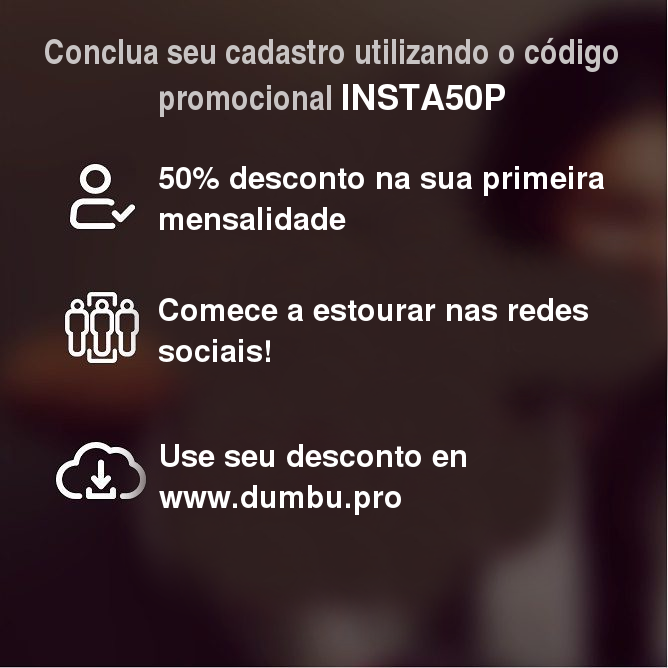 Conclua seu cadastro utilizando o código
promocional INSTA50P
50% desconto na sua primeira
mensalidade
Comece a estourar nas redes
sociais!
Use seu desconto en
www.dumbu.pro